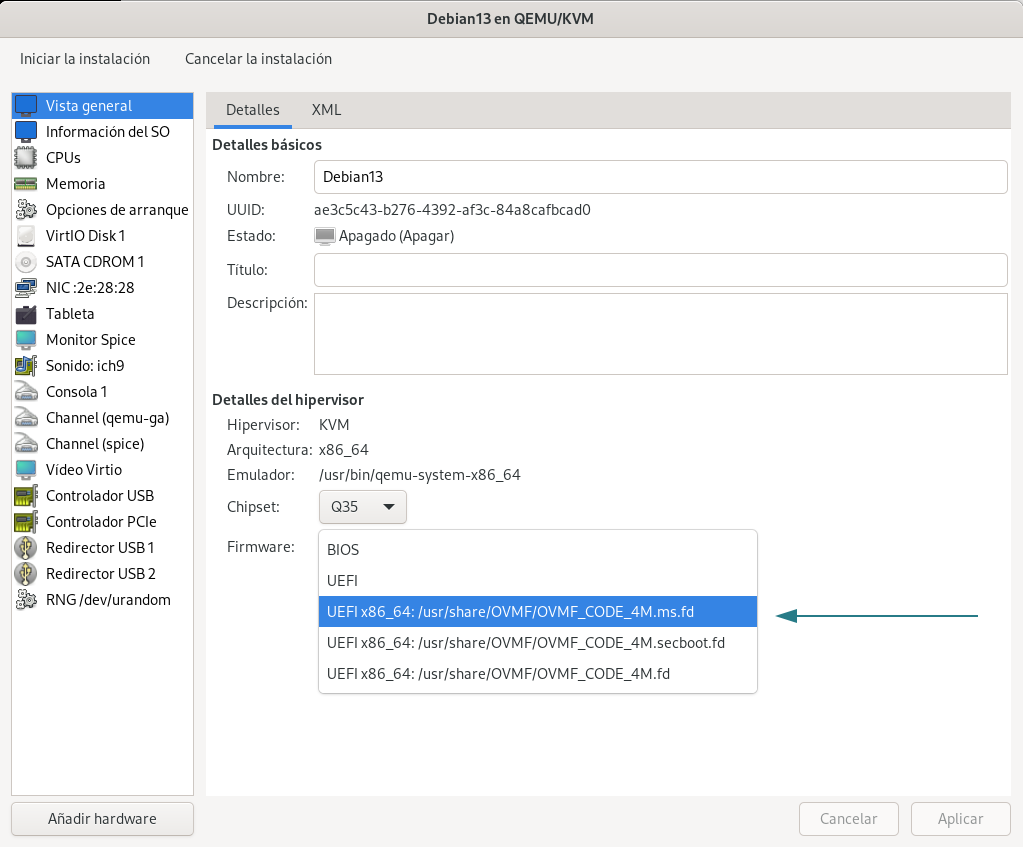 Debian13 en QEMU/KVM
Iniciar la instalación Cancelar la instalación
Vista general
Información del SO
CPUs
Memoria
Opciones de arranque
VirtIO Disk 1
SATA CDROM 1
NIC :2e:28:28
Tableta
Monitor Spice
Sonido: ich9
Consola 1
Channel (qemu-ga)
Channel (spice)
Vídeo Virtio
Controlador USB
Controlador PCIe
Redirector USB 1
Redirector USB 2
RNG /dev/urandom
Añadir hardware
Detalles XML
Detalles básicos
Nombre: Debian13
UUID: ae3c5c43-b276-4392-af3c-84a8cafbcad0
Estado: Apagado (Apagar)
Título:
Descripción:
Detalles del hipervisor
Hipervisor: KVM
Arquitectura: x86_64
Emulador: /usr/bin/qemu-system-x86_64
Chipset: Q35
Firmware:
BIOS
UEFI
UEFI x86_64: /usr/share/OVMF/OVMF_CODE_4M.ms.fd
UEFI x86_64: /usr/share/OVMF/OVMF_CODE_4M.secboot.fd
UEFI x86_64: /usr/share/OVMF/OVMF_CODE_4M.fd
Cancelar Aplicar